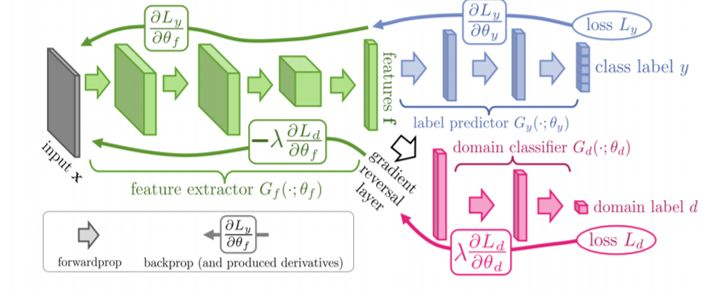 ∂L_y/∂θ_f
∂L_y/∂θ_y
loss L_y
features f
class label y
label predictor G_y(·; θ_y)
input x
−λ ∂L_d/∂θ_f
feature extractor G_f(·; θ_f)
gradient
reversal
layer
domain classifier G_d(·; θ_d)
domain label d
λ ∂L_d/∂θ_d
loss L_d
∂L_y/∂θ_f
forwardprop
backprop (and produced derivatives)